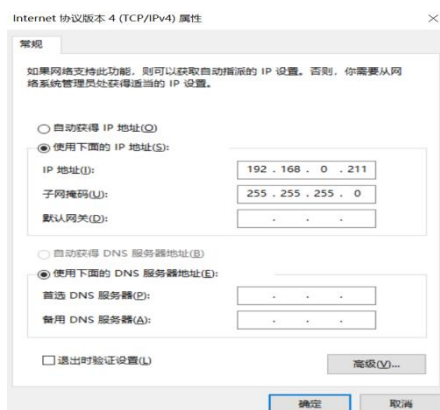 Internet 协议版本 4 (TCP/IPv4) 属性
常规
如果网络支持此功能，则可以获取自动指派的 IP 设置。否则，你需要从网
络系统管理员处获得适当的 IP 设置。
自动获得 IP 地址(O)
使用下面的 IP 地址(S):
IP 地址(I): 192 . 168 . 0 . 211
子网掩码(U): 255 . 255 . 255 . 0
默认网关(D): . . .
自动获得 DNS 服务器地址(B)
使用下面的 DNS 服务器地址(E):
首选 DNS 服务器(P): . . .
备用 DNS 服务器(A): . . .
退出时验证设置(L)
高级(V)...
确定 取消